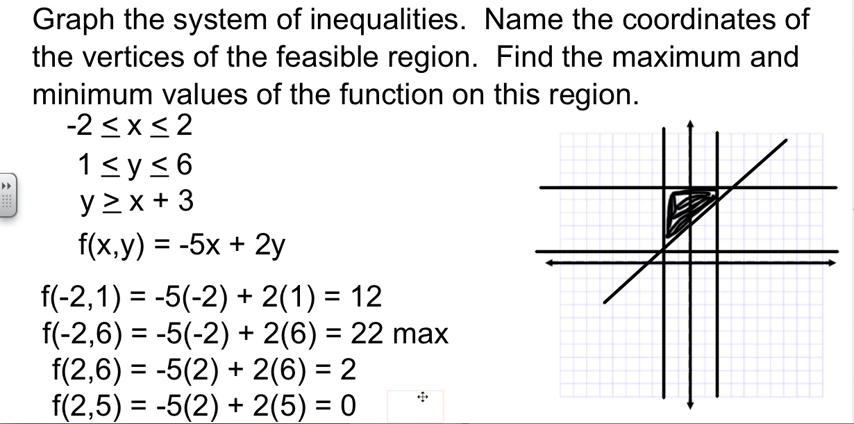 Graph the system of inequalities. Name the coordinates of
the vertices of the feasible region. Find the maximum and
minimum values of the function on this region.
-2 ≤ x ≤ 2
1 ≤ y ≤ 6
y ≥ x + 3
f(x,y) = -5x + 2y
f(-2,1) = -5(-2) + 2(1) = 12
f(-2,6) = -5(-2) + 2(6) = 22 max
f(2,6) = -5(2) + 2(6) = 2
f(2,5) = -5(2) + 2(5) = 0